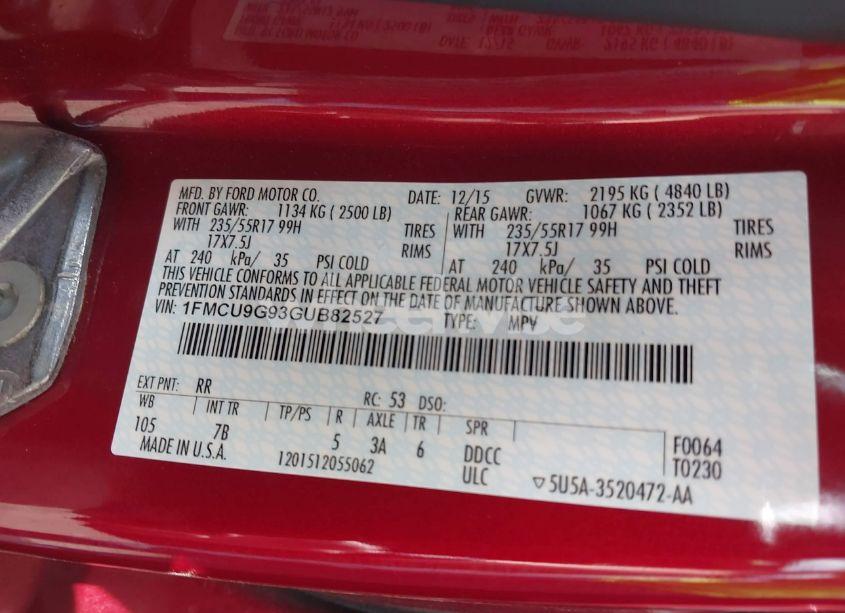 MFD. BY FORD MOTOR CO. DATE: 12/15 GVWR: 2195 KG ( 4840 LB)
FRONT GAWR: 1134 KG ( 2500 LB) REAR GAWR: 1067 KG ( 2352 LB)
WITH 235/55R17 99H TIRES WITH 235/55R17 99H TIRES
17X7.5J RIMS 17X7.5J RIMS
AT 240 kPa/ 35 PSI COLD AT 240 kPa/ 35 PSI COLD
THIS VEHICLE CONFORMS TO ALL APPLICABLE FEDERAL MOTOR VEHICLE SAFETY AND THEFT
PREVENTION STANDARDS IN EFFECT ON THE DATE OF MANUFACTURE SHOWN ABOVE.
VIN: 1FMCU9G93GUB82527 TYPE: MPV
EXT PNT: RR RC: 53 DSO:
WB INT TR TP/PS R AXLE TR SPR
105 7B 5 3A 6 DDCC F0064
MADE IN U.S.A. 1201512055062 ULC T0230
▽5U5A-3520472-AA